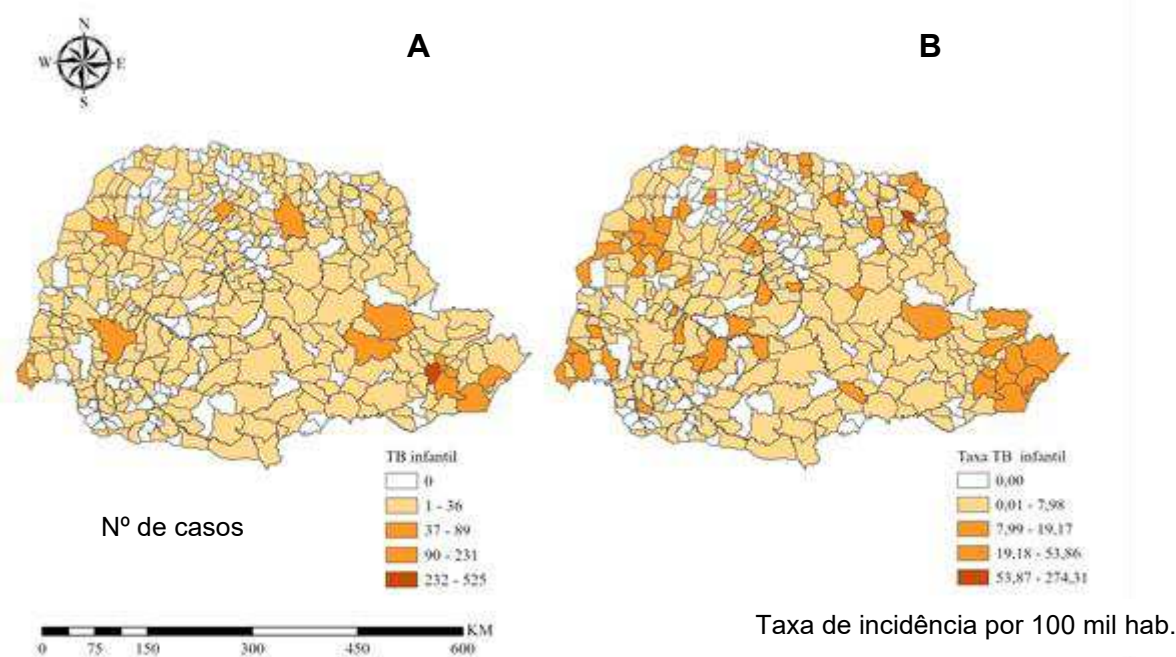 N
W E
S
A
B
TB infantil
0
1 - 36
37 - 89
90 - 231
232 - 525
Nº de casos
Taxa TB infantil
0,00
0,01 - 7,98
7,99 - 19,17
19,18 - 53,86
53,87 - 274,31
KM
0 75 150 300 450 600
Taxa de incidência por 100 mil hab.